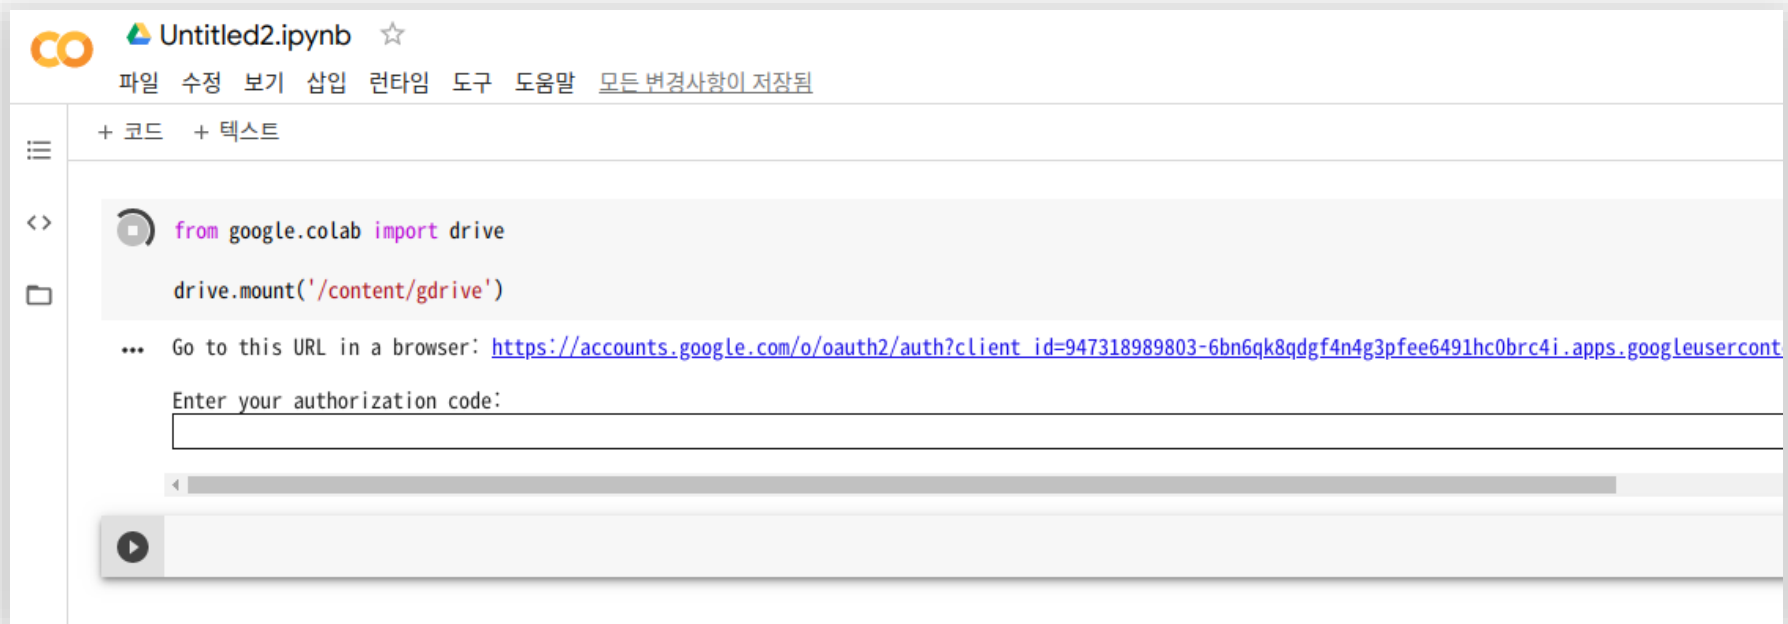 Untitled2.ipynb
파일 수정 보기 삽입 런타임 도구 도움말 모든 변경사항이 저장됨
+ 코드 + 텍스트
from google.colab import drive
drive.mount('/content/gdrive')
Go to this URL in a browser: https://accounts.google.com/o/oauth2/auth?client_id=947318989803-6bn6qk8qdgf4n4g3pfee6491hc0brc4i.apps.googleusercont
Enter your authorization code: